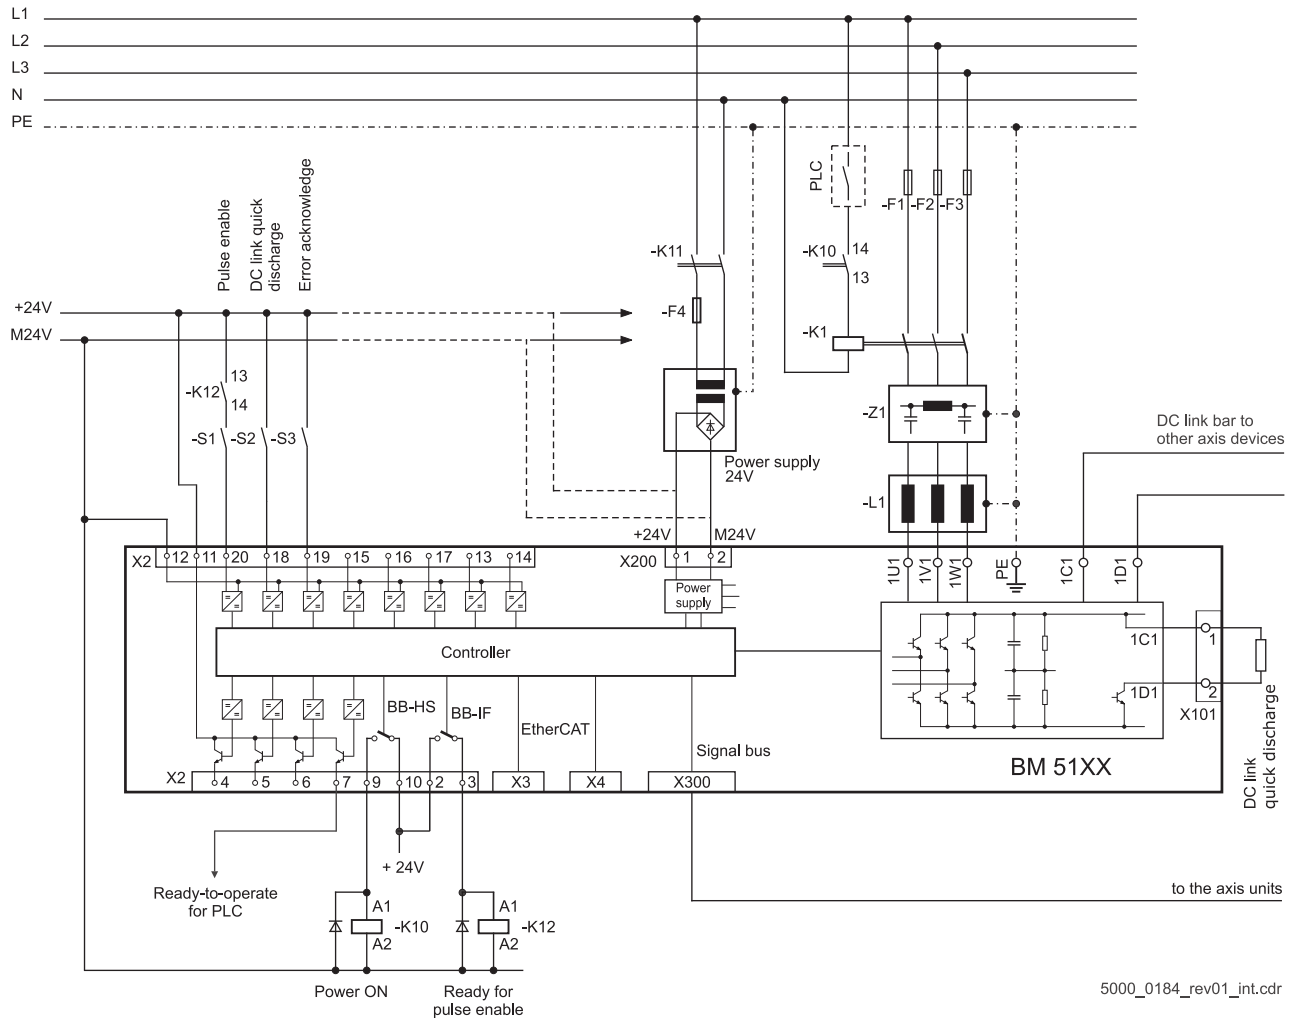 L1
L2
L3
N
PE
Pulse enable
DC link quick
discharge
Error acknowledge
PLC
-F1 -F2 -F3
-K11
-K10 14
13
+24V
M24V
-F4
-K1
-K12 13
14
-S1 -S2 -S3
-Z1
Power supply
24V
DC link bar to
other axis devices
-L1
+24V M24V
X2 12 11 20 18 19 15 16 17 13 14
X200 1 2
1U1 1V1 1W1 PE 1C1 1D1
Power
supply
Controller
1C1
1
1D1
2
X101
DC link
quick discharge
BB-HS
BB-IF
EtherCAT
Signal bus
BM 51XX
X2 4 5 6 7 9 10 2 3
X3 X4 X300
+ 24V
Ready-to-operate
for PLC
A1
-K10
A2
A1
-K12
A2
to the axis units
Power ON
Ready for
pulse enable
5000_0184_rev01_int.cdr